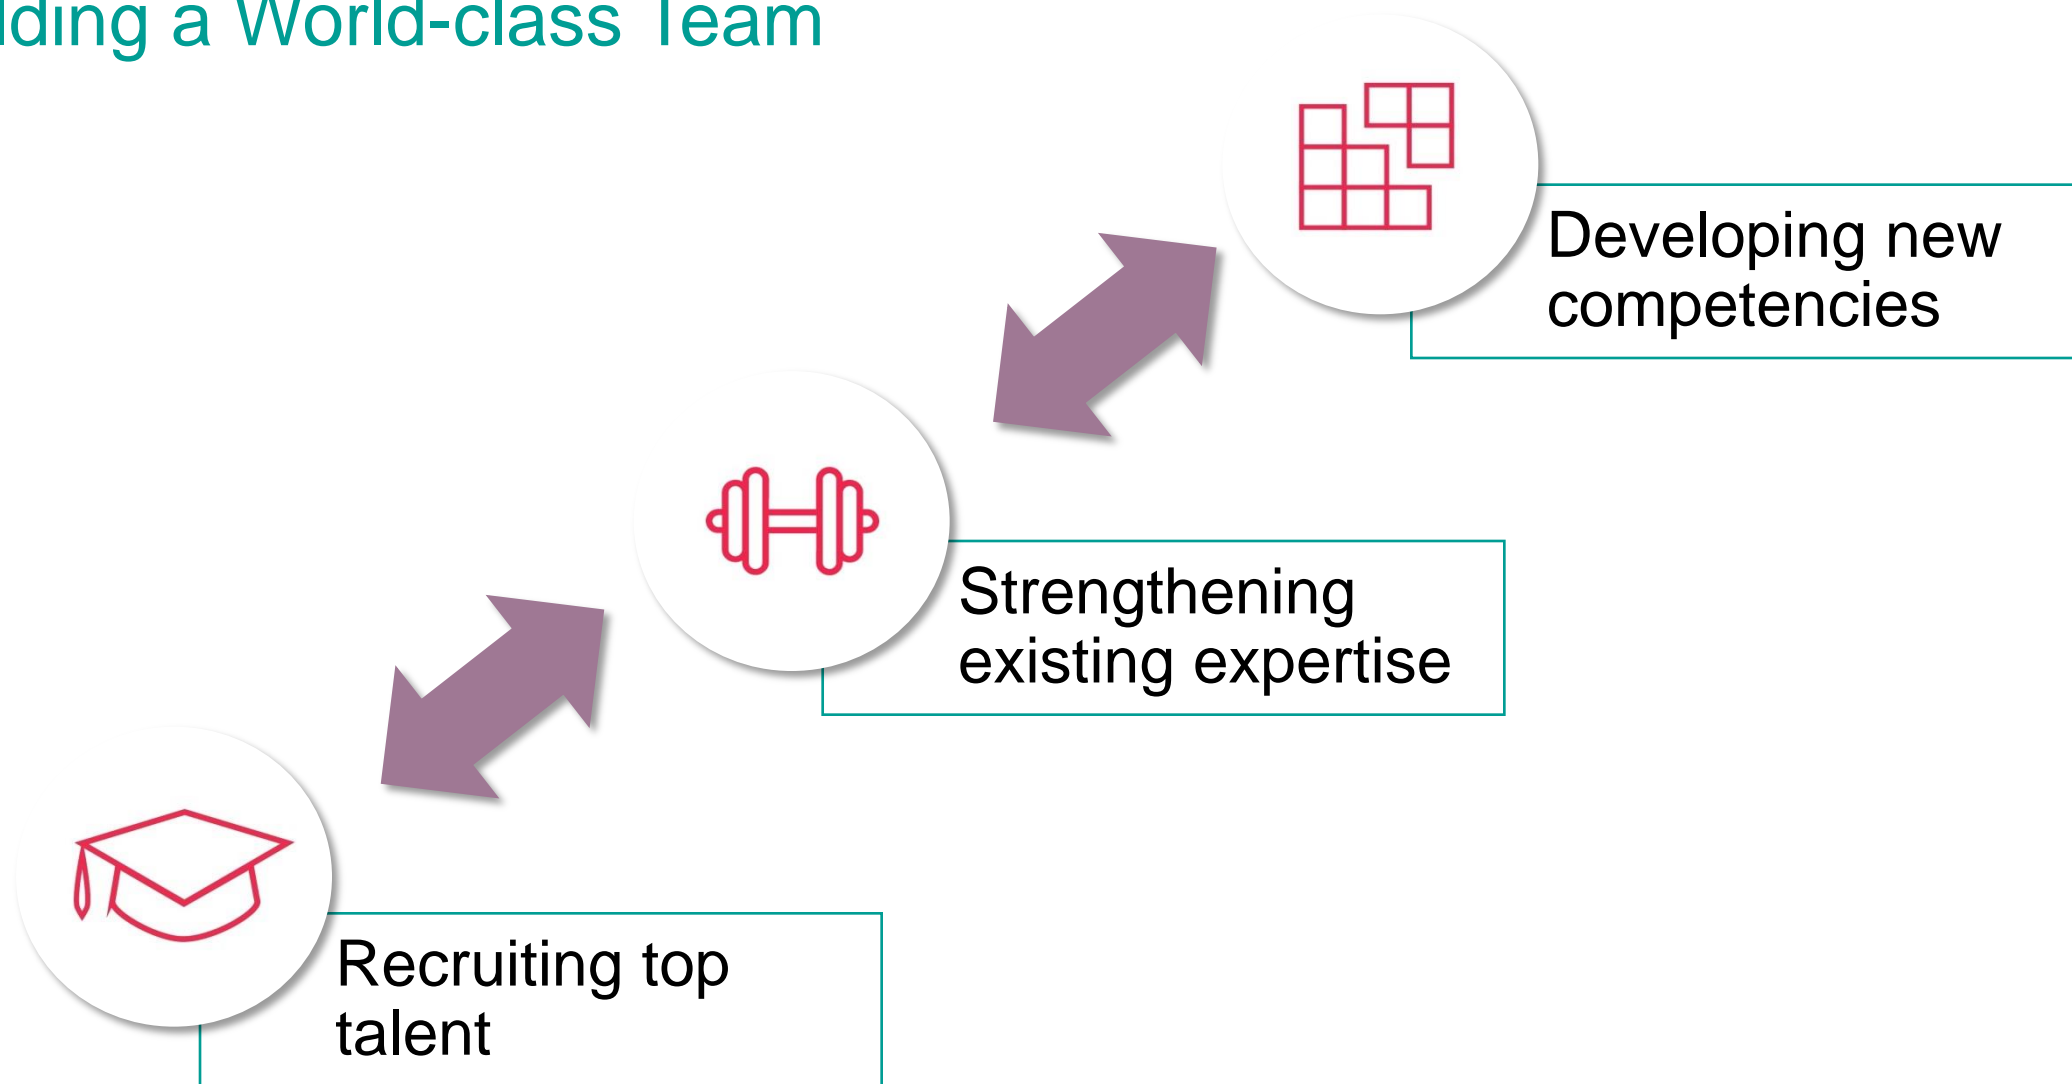 lding a World-class Team
Developing new
competencies
Strengthening
existing expertise
Recruiting top
talent